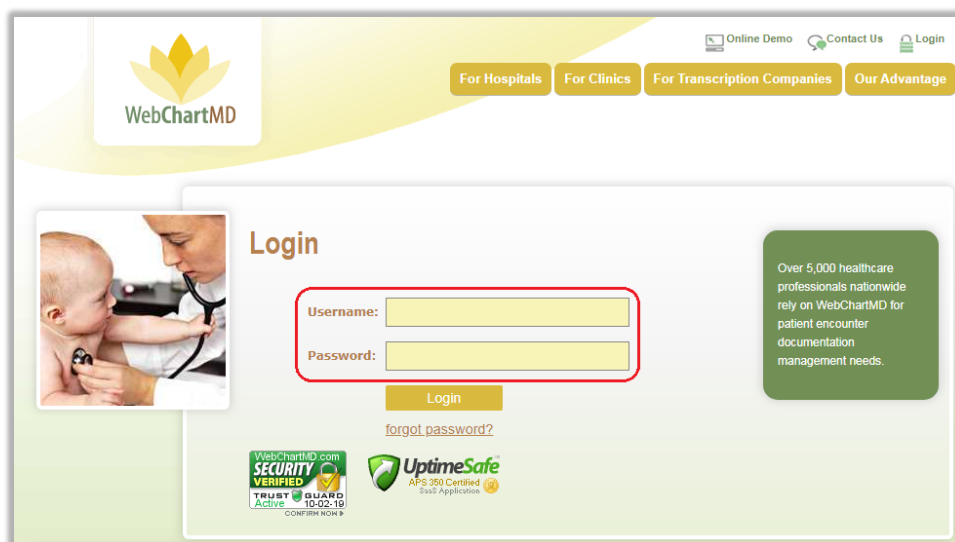 Online Demo Contact Us Login
For Hospitals For Clinics For Transcription Companies Our Advantage
WebChartMD
Login
Username:
Password:
Login
forgot password?
Over 5,000 healthcare
professionals nationwide
rely on WebChartMD for
patient encounter
documentation
management needs.
WebChartMD.com
SECURITY
VERIFIED
TRUST GUARD
Active 10-02-19
CONFIRM NOW
UptimeSafe
APS 350 Certified
SaaS Application